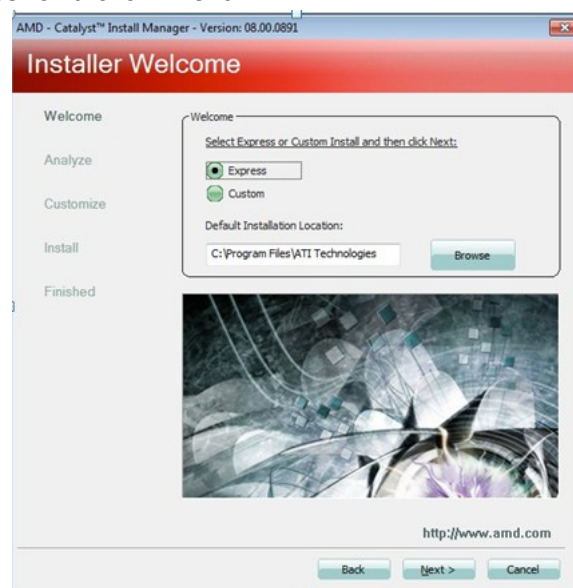 AMD - Catalyst™ Install Manager - Version: 08.00.0891
Installer Welcome
Welcome
Analyze
Customize
Install
Finished
Welcome
Select Express or Custom Install and then click Next:
Express
Custom
Default Installation Location:
C:\Program Files\ATI Technologies
Browse
http://www.amd.com
Back
Next >
Cancel